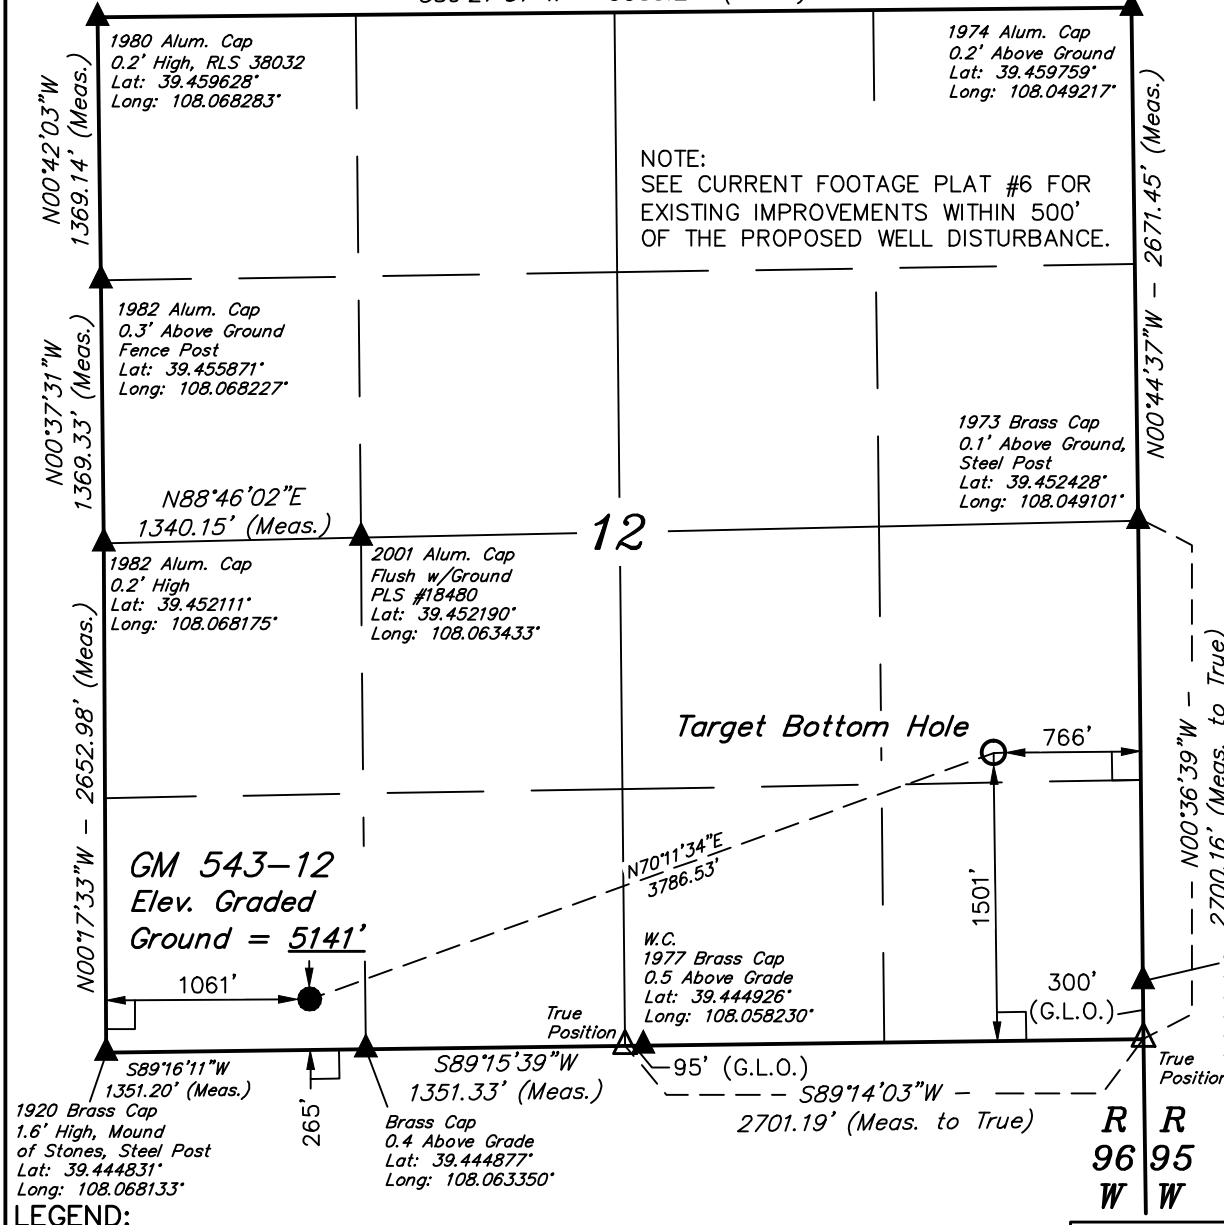 1980 Alum. Cap
0.2' High, RLS 38032
Lat: 39.459628°
Long: 108.068283°
1974 Alum. Cap
0.2' Above Ground
Lat: 39.459759°
Long: 108.049217°
N00°42'03"W
1369.14' (Meas.)
NOTE:
SEE CURRENT FOOTAGE PLAT #6 FOR
EXISTING IMPROVEMENTS WITHIN 500'
OF THE PROPOSED WELL DISTURBANCE.
N00°44'37"W - 2671.45' (Meas.)
1982 Alum. Cap
0.3' Above Ground
Fence Post
Lat: 39.455871°
Long: 108.068227°
N00°37'31"W
1369.33' (Meas.)
1973 Brass Cap
0.1' Above Ground,
Steel Post
Lat: 39.452428°
Long: 108.049101°
N88°46'02"E
1340.15' (Meas.)
12
1982 Alum. Cap
0.2' High
Lat: 39.452111°
Long: 108.068175°
2001 Alum. Cap
Flush w/Ground
PLS #18480
Lat: 39.452190°
Long: 108.063433°
N00°17'33"W - 2652.98' (Meas.)
N00°36'39"W -
2700.16' (Meas. to True)
Target Bottom Hole
766'
N70°11'34"E
3786.53'
1501'
GM 543-12
Elev. Graded
Ground = 5141'
1061'
W.C.
1977 Brass Cap
0.5 Above Grade
Lat: 39.444926°
Long: 108.058230°
300'
(G.L.O.)
True
Position
95' (G.L.O.)
True
Position
S89°16'11"W
1351.20' (Meas.)
S89°15'39"W
1351.33' (Meas.)
S89°14'03"W
2701.19' (Meas. to True)
265'
1920 Brass Cap
1.6' High, Mound
of Stones, Steel Post
Lat: 39.444831°
Long: 108.068133°
Brass Cap
0.4 Above Grade
Lat: 39.444877°
Long: 108.063350°
R R
96 95
W W
LEGEND: